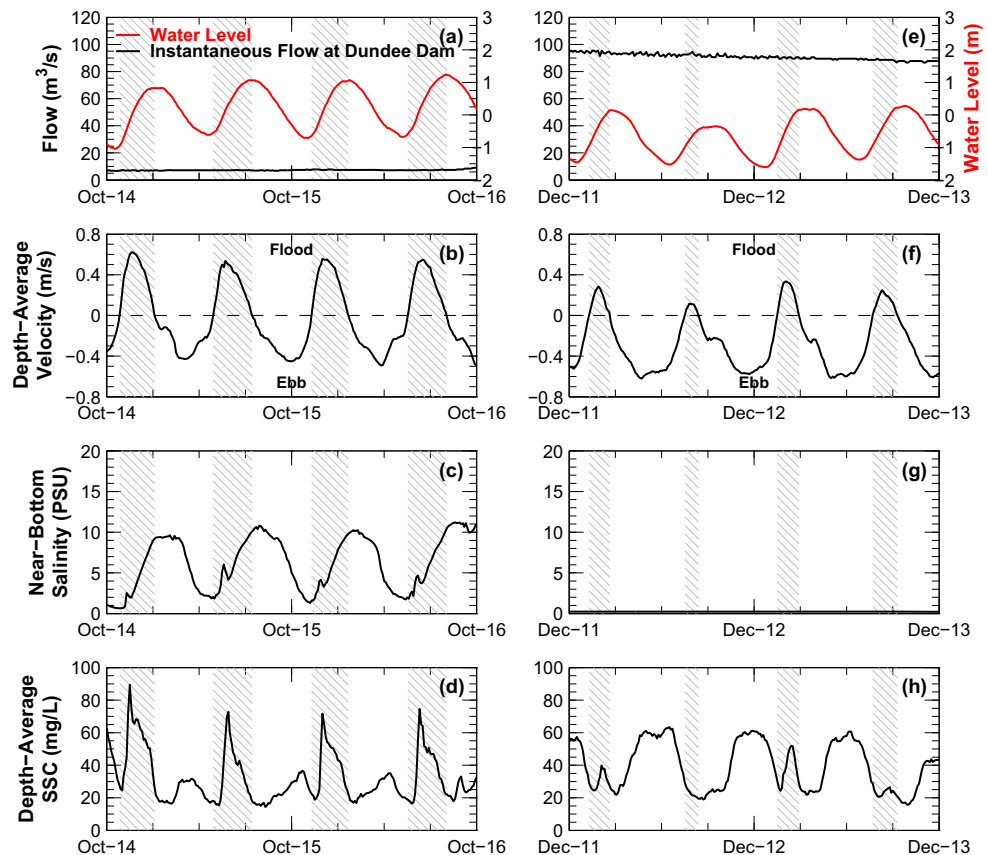 120
100
80
60
40
20
0
Flow (m³/s)
Water Level
Instantaneous Flow at Dundee Dam
(a)
3
2
1
0
1
2
Oct−14
Oct−15
Oct−16
120
100
80
60
40
20
0
(e)
3
2
1
0
1
2
Water Level (m)
Dec−11
Dec−12
Dec−13
0.8
0.4
0
−0.4
−0.8
Depth−Average
Velocity (m/s)
Flood
(b)
Ebb
Oct−14
Oct−15
Oct−16
0.8
0.4
0
−0.4
−0.8
Flood
(f)
Ebb
Dec−11
Dec−12
Dec−13
20
15
10
5
0
Near−Bottom
Salinity (PSU)
(c)
Oct−14
Oct−15
Oct−16
20
15
10
5
0
(g)
Dec−11
Dec−12
Dec−13
100
80
60
40
20
0
Depth−Average
SSC (mg/L)
(d)
Oct−14
Oct−15
Oct−16
100
80
60
40
20
0
(h)
Dec−11
Dec−12
Dec−13